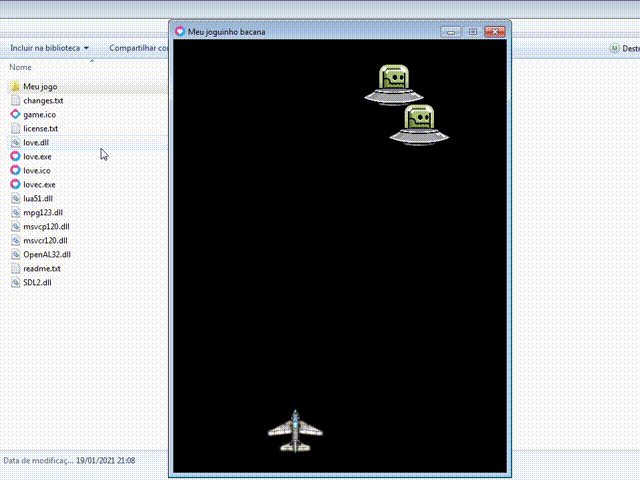 Meu joguinho bacana
Incluir na biblioteca
Compartilhar co
Destr
Nome
Meu jogo
changes.txt
game.ico
license.txt
love.dll
love.exe
love.ico
lovec.exe
lua51.dll
mpg123.dll
msvcp120.dll
msvcr120.dll
OpenAL32.dll
readme.txt
SDL2.dll
Data de modificaç... 19/01/2021 21:08